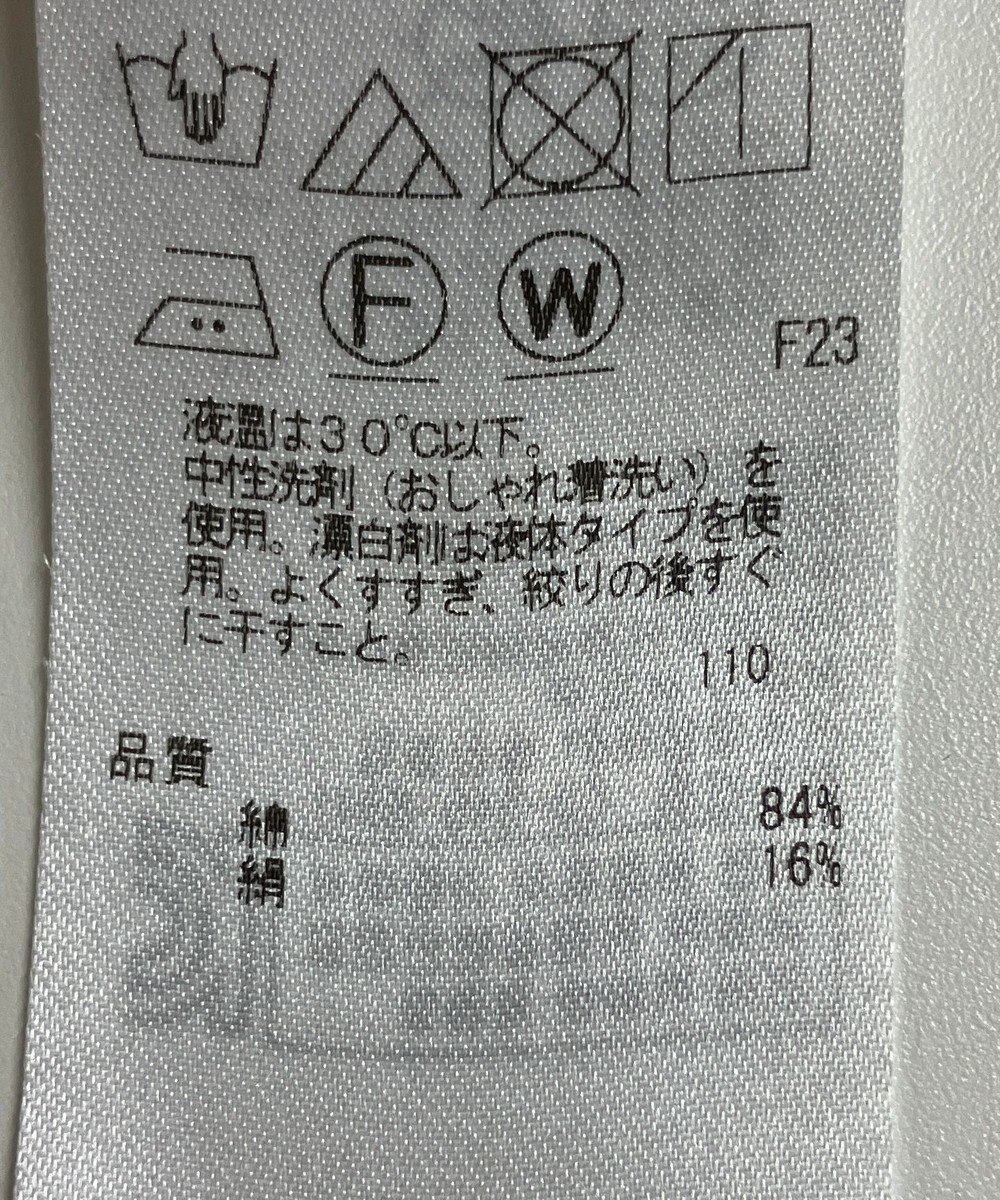 F W
F23
液温は30℃以下。
中性洗剤(おしゃれ着洗い)を
使用。漂白剤は液体タイプを使
用。よくすすぎ、絞りの後すぐ
に干すこと。
110
品質
綿 84%
絹 16%